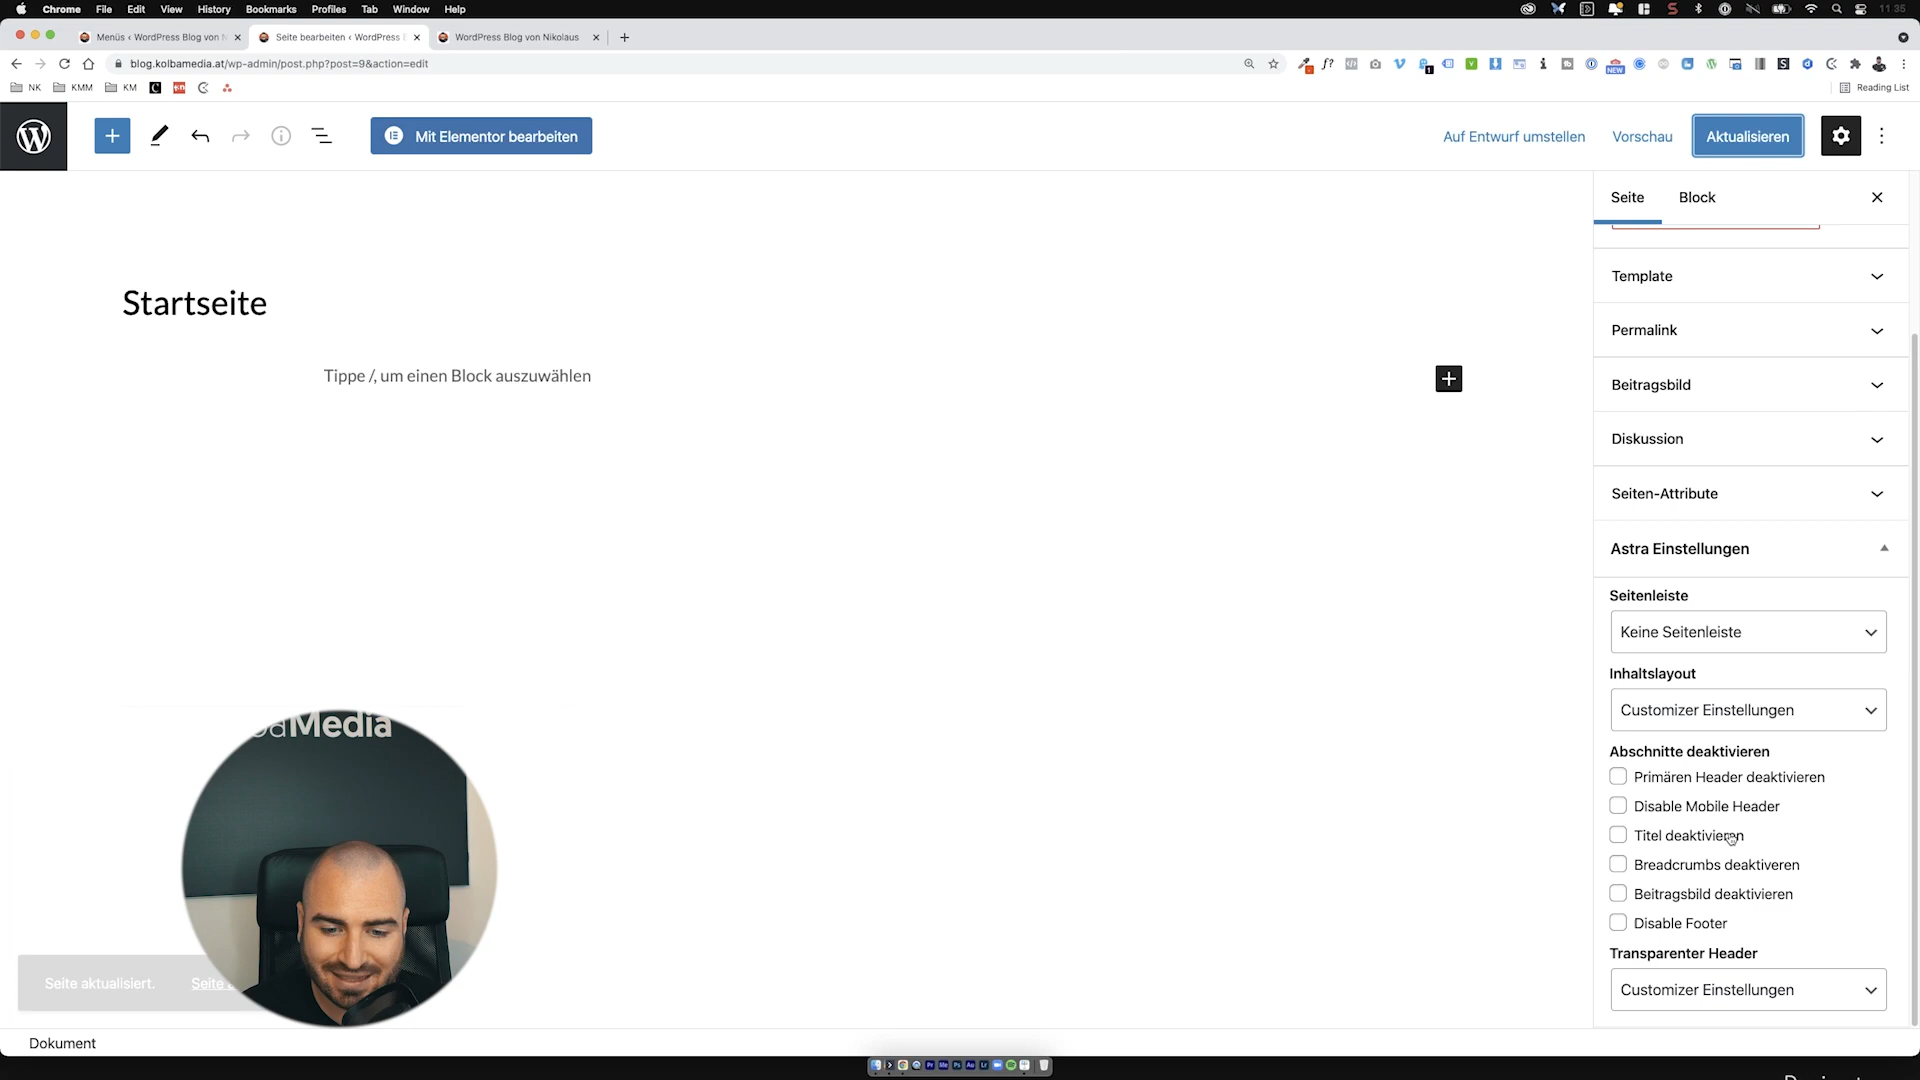 Chrome File Edit View History Bookmarks Profiles Tab Window Help 11 35
Menüs ‹ WordPress Blog von N
Seite bearbeiten ‹ WordPress
WordPress Blog von Nikolaus
blog.kolbamedia.at/wp-admin/post.php?post=9&action=edit
NK KMM KM Reading List
Mit Elementor bearbeiten
Auf Entwurf umstellen Vorschau Aktualisieren
Seite Block
Template
Startseite
Permalink
Tippe /, um einen Block auszuwählen
Beitragsbild
Diskussion
Seiten-Attribute
Astra Einstellungen
Seitenleiste
Keine Seitenleiste
Inhaltslayout
Customizer Einstellungen
Media
Abschnitte deaktivieren
Primären Header deaktivieren
Disable Mobile Header
Titel deaktivieren
Breadcrumbs deaktiveren
Beitragsbild deaktivieren
Disable Footer
Transparenter Header
Customizer Einstellungen
Seite aktualisiert. Seite
Dokument